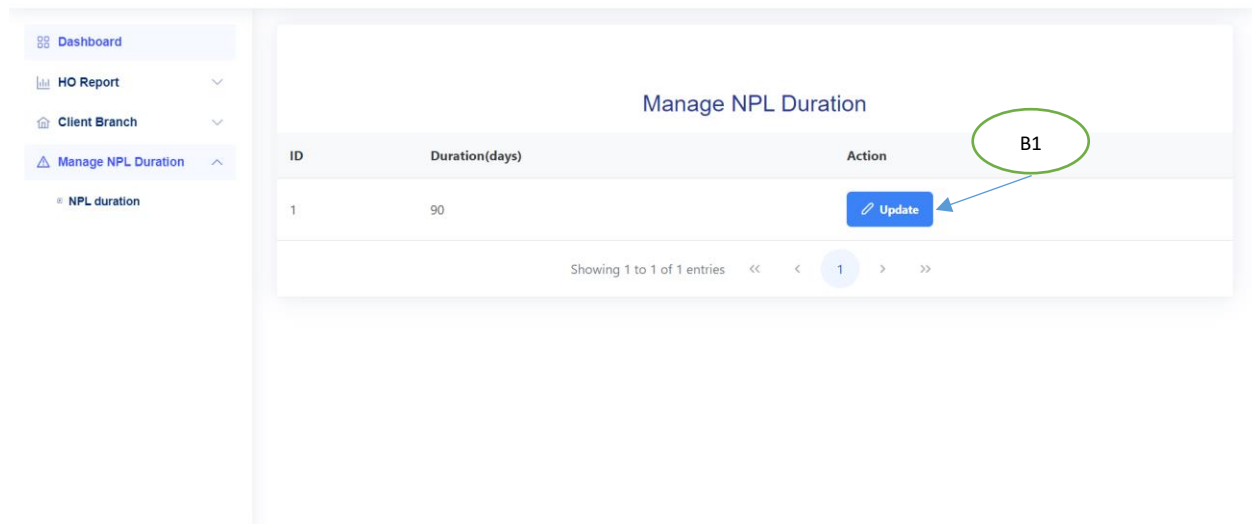 Dashboard
HO Report
Client Branch
Manage NPL Duration
NPL duration
Manage NPL Duration
B1
ID Duration(days) Action
1 90 Update
Showing 1 to 1 of 1 entries « < 1 > »